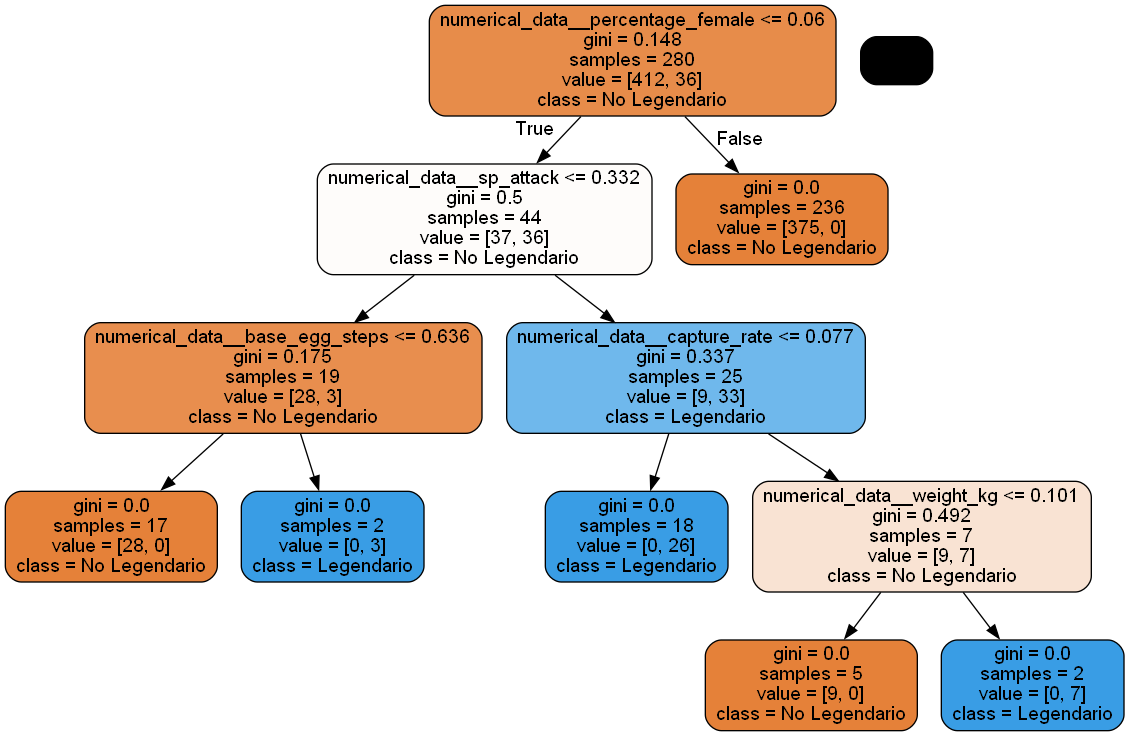 numerical_data__percentage_female <= 0.06
gini = 0.148
samples = 280
value = [412, 36]
class = No Legendario
True
False
numerical_data__sp_attack <= 0.332
gini = 0.5
samples = 44
value = [37, 36]
class = No Legendario
gini = 0.0
samples = 236
value = [375, 0]
class = No Legendario
numerical_data__base_egg_steps <= 0.636
gini = 0.175
samples = 19
value = [28, 3]
class = No Legendario
numerical_data__capture_rate <= 0.077
gini = 0.337
samples = 25
value = [9, 33]
class = Legendario
gini = 0.0
samples = 17
value = [28, 0]
class = No Legendario
gini = 0.0
samples = 2
value = [0, 3]
class = Legendario
gini = 0.0
samples = 18
value = [0, 26]
class = Legendario
numerical_data__weight_kg <= 0.101
gini = 0.492
samples = 7
value = [9, 7]
class = No Legendario
gini = 0.0
samples = 5
value = [9, 0]
class = No Legendario
gini = 0.0
samples = 2
value = [0, 7]
class = Legendario